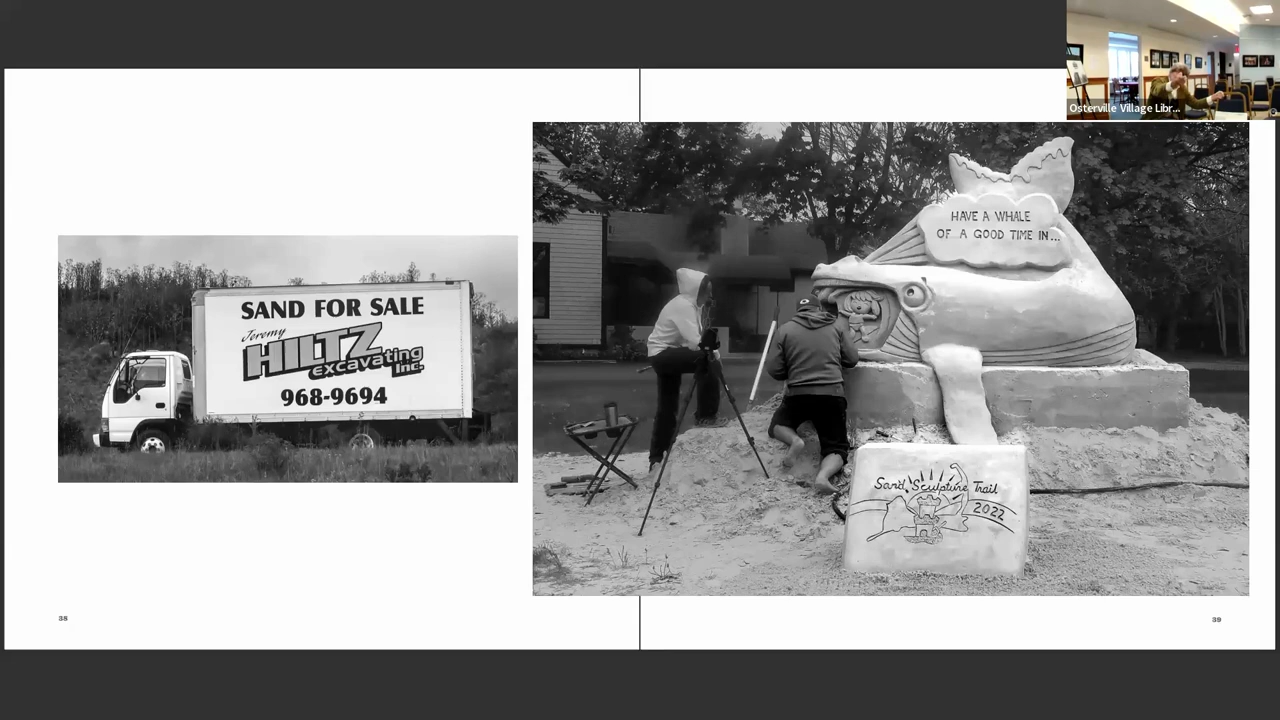 Osterville Village Libr...
SAND FOR SALE
Jeremy
HILTZ
excavating
Inc.
968-9694
HAVE A WHALE
OF A GOOD TIME IN...
Sand Sculpture Trail
2022
38
39